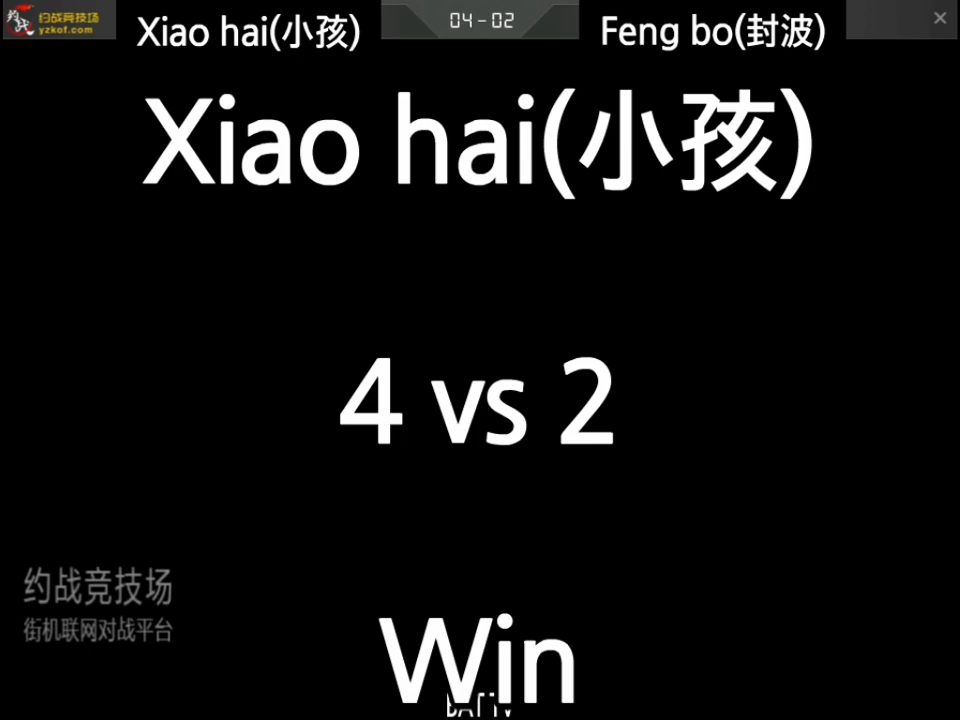 约战竞技场
yzkof.com
Xiao hai(小孩)
04-02
Feng bo(封波)
Xiao hai(小孩)
4 vs 2
约战竞技场
街机联网对战平台
Win